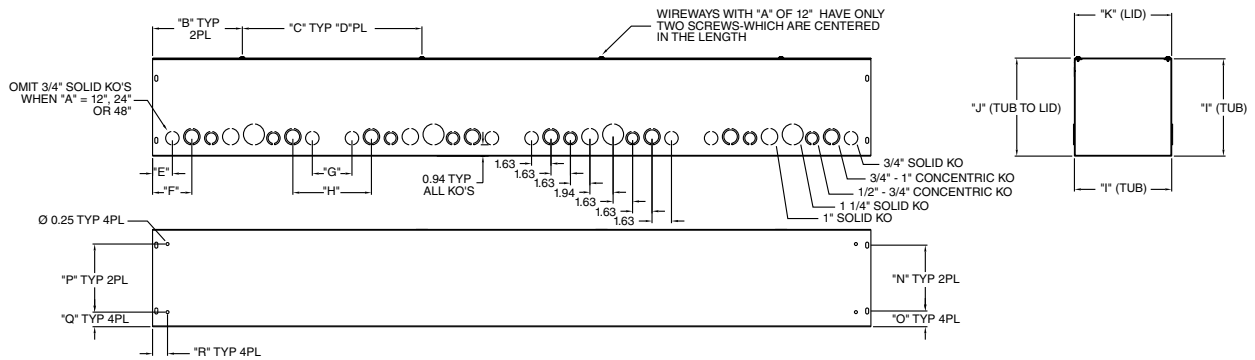 "B" TYP
2PL
"C" TYP "D"PL
WIREWAYS WITH "A" OF 12" HAVE ONLY
TWO SCREWS-WHICH ARE CENTERED
IN THE LENGTH
"K" (LID)
OMIT 3/4" SOLID KO'S
WHEN "A" = 12", 24"
OR 48"
"J" (TUB TO LID)
"I" (TUB)
"E"
"F"
"G"
"H"
0.94 TYP
ALL KO'S
1.63
1.63
1.63
1.94
1.63
1.63
1.63
3/4" SOLID KO
3/4" - 1" CONCENTRIC KO
1/2" - 3/4" CONCENTRIC KO
1 1/4" SOLID KO
1" SOLID KO
"I" (TUB)
Ø 0.25 TYP 4PL
"P" TYP 2PL
"Q" TYP 4PL
"R" TYP 4PL
"N" TYP 2PL
"O" TYP 4PL